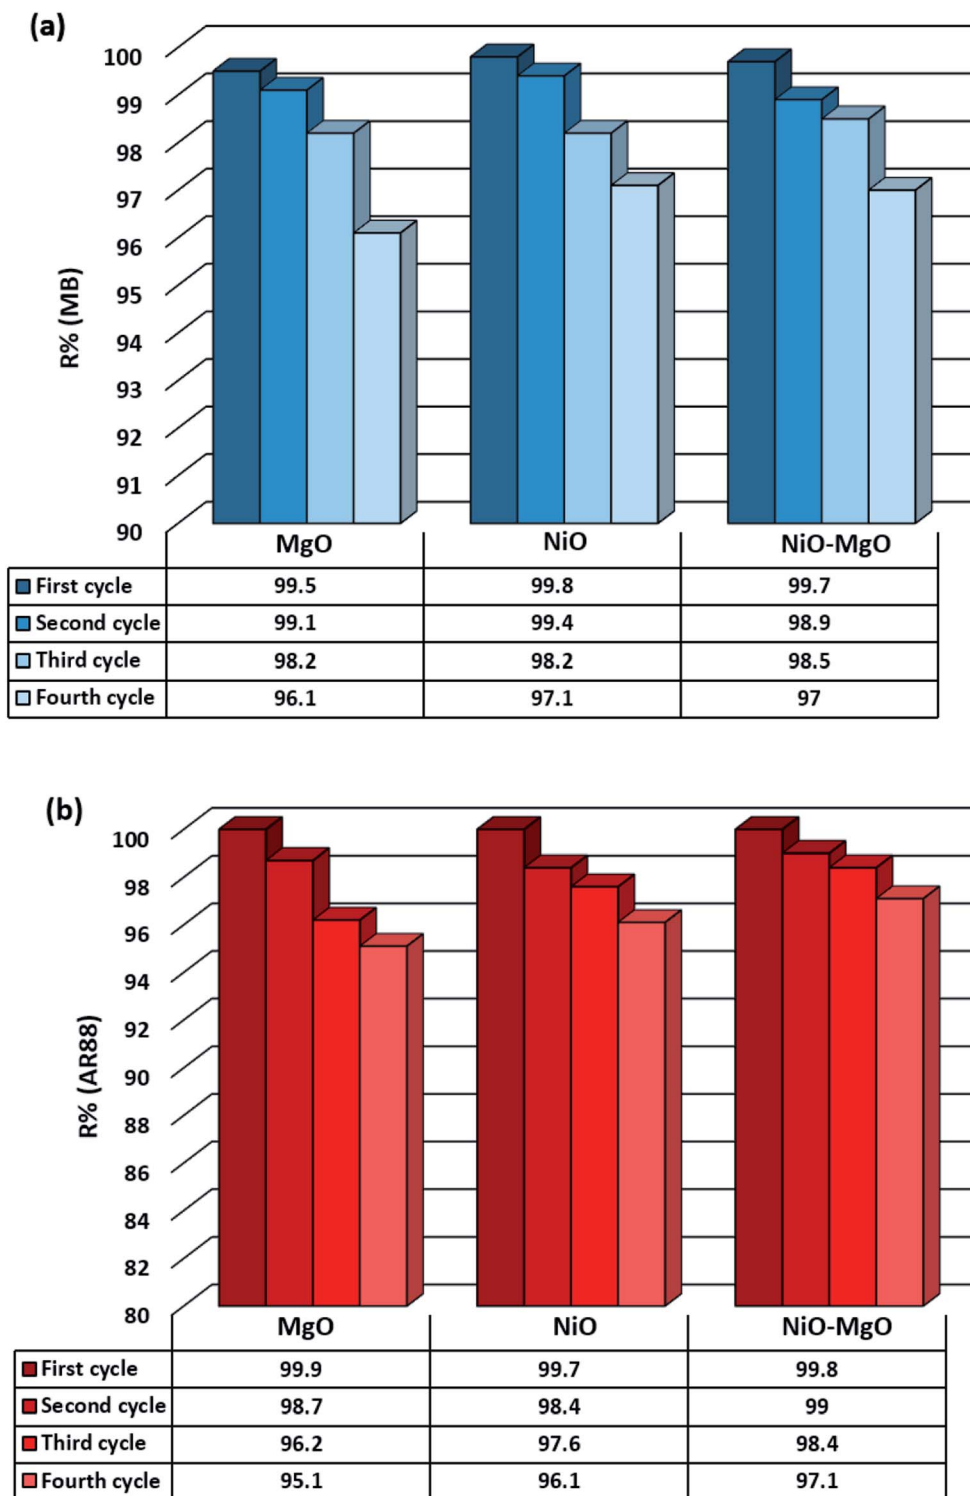 (a)
100
99
98
97
96
95
94
93
92
91
90
R% (MB)
MgO NiO NiO-MgO
First cycle 99.5 99.8 99.7
Second cycle 99.1 99.4 98.9
Third cycle 98.2 98.2 98.5
Fourth cycle 96.1 97.1 97
(b)
100
98
96
94
92
90
88
86
84
82
80
R% (AR88)
MgO NiO NiO-MgO
First cycle 99.9 99.7 99.8
Second cycle 98.7 98.4 99
Third cycle 96.2 97.6 98.4
Fourth cycle 95.1 96.1 97.1